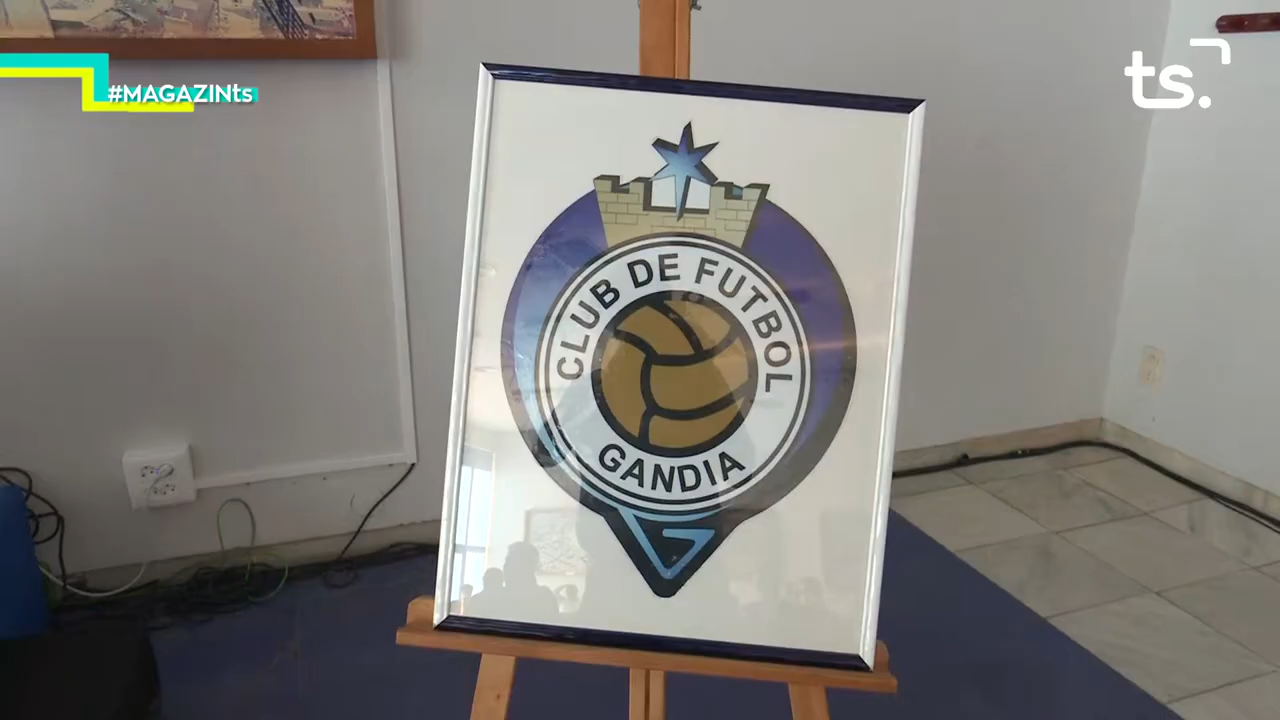 #MAGAZINts
ts.
CLUB DE FUTBOL
GANDIA
G